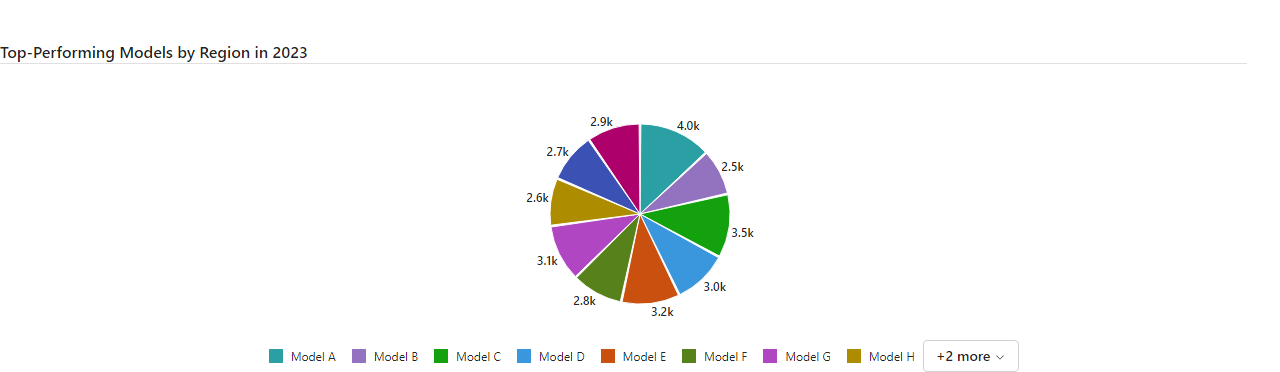 Top-Performing Models by Region in 2023
2.9k
4.0k
2.7k
2.5k
2.6k
3.5k
3.1k
3.0k
2.8k
3.2k
Model A Model B Model C Model D Model E Model F Model G Model H +2 more